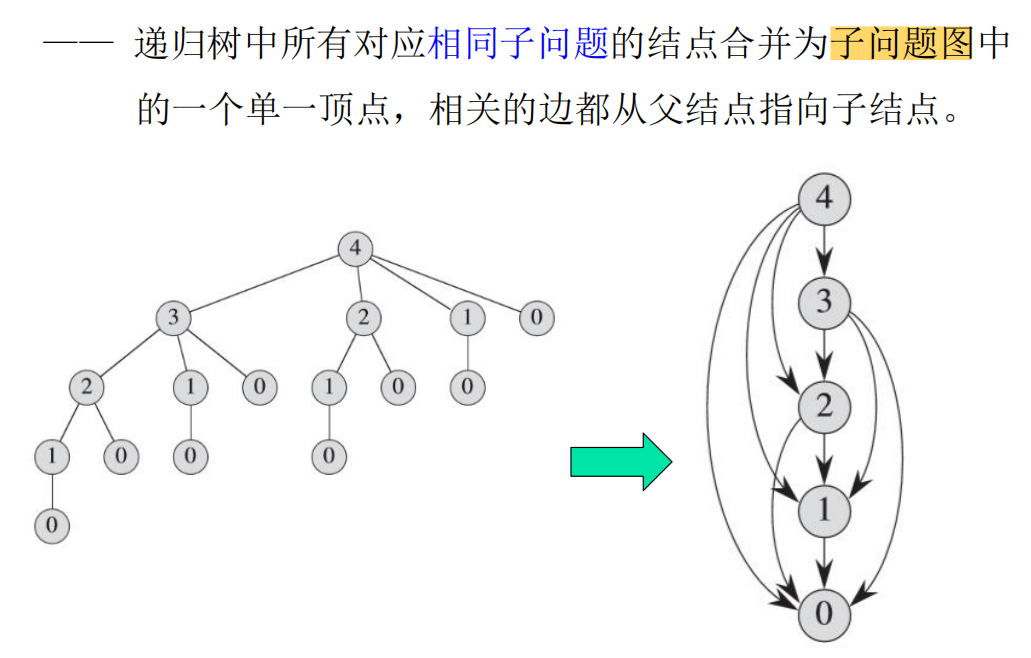 —— 递归树中所有对应相同子问题的结点合并为子问题图中
的一个单一顶点，相关的边都从父结点指向子结点。
4
3 2 1 0
2 1 0 1 0 0
1 0 0 0
0
4
3
2
1
0